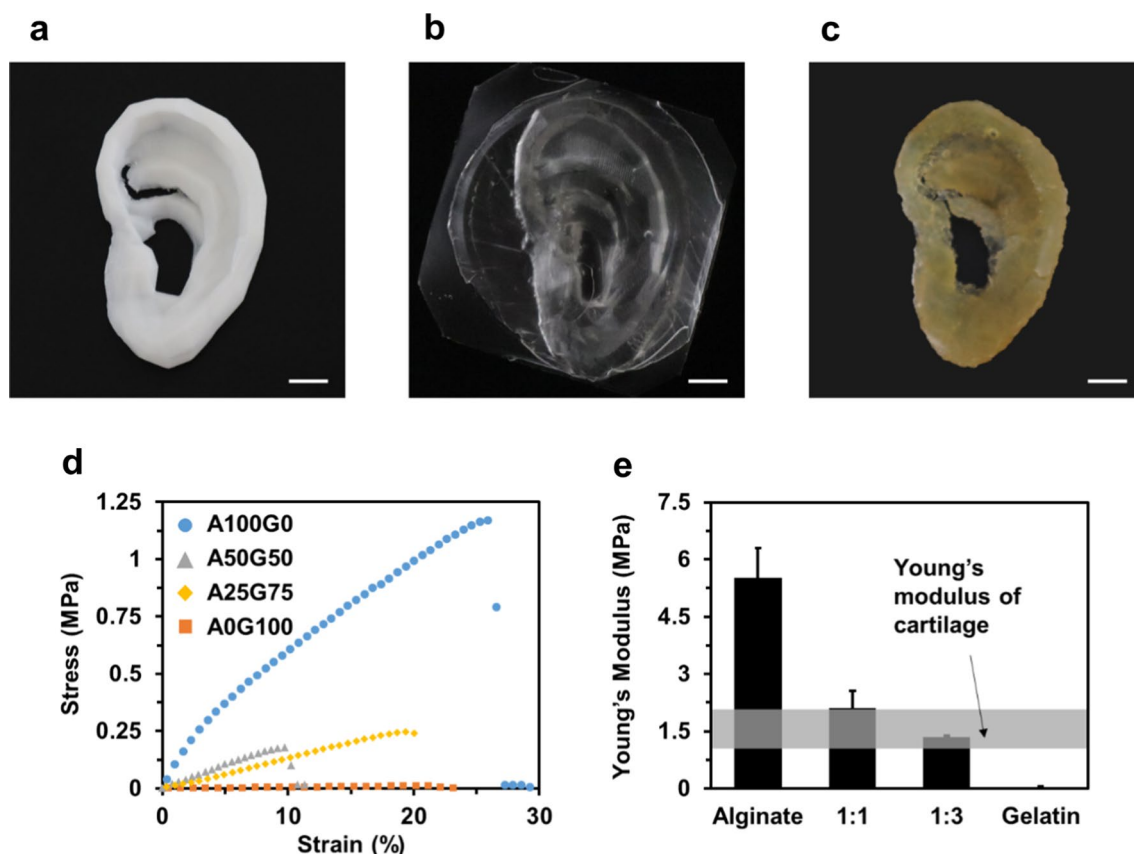 a
b
c
d
1.25
1
0.75
0.5
0.25
0
Stress (MPa)
A100G0
A50G50
A25G75
A0G100
0
10
20
30
Strain (%)
e
7.5
6
4.5
3
1.5
0
Young's Modulus (MPa)
Young's
modulus of
cartilage
Alginate
1:1
1:3
Gelatin